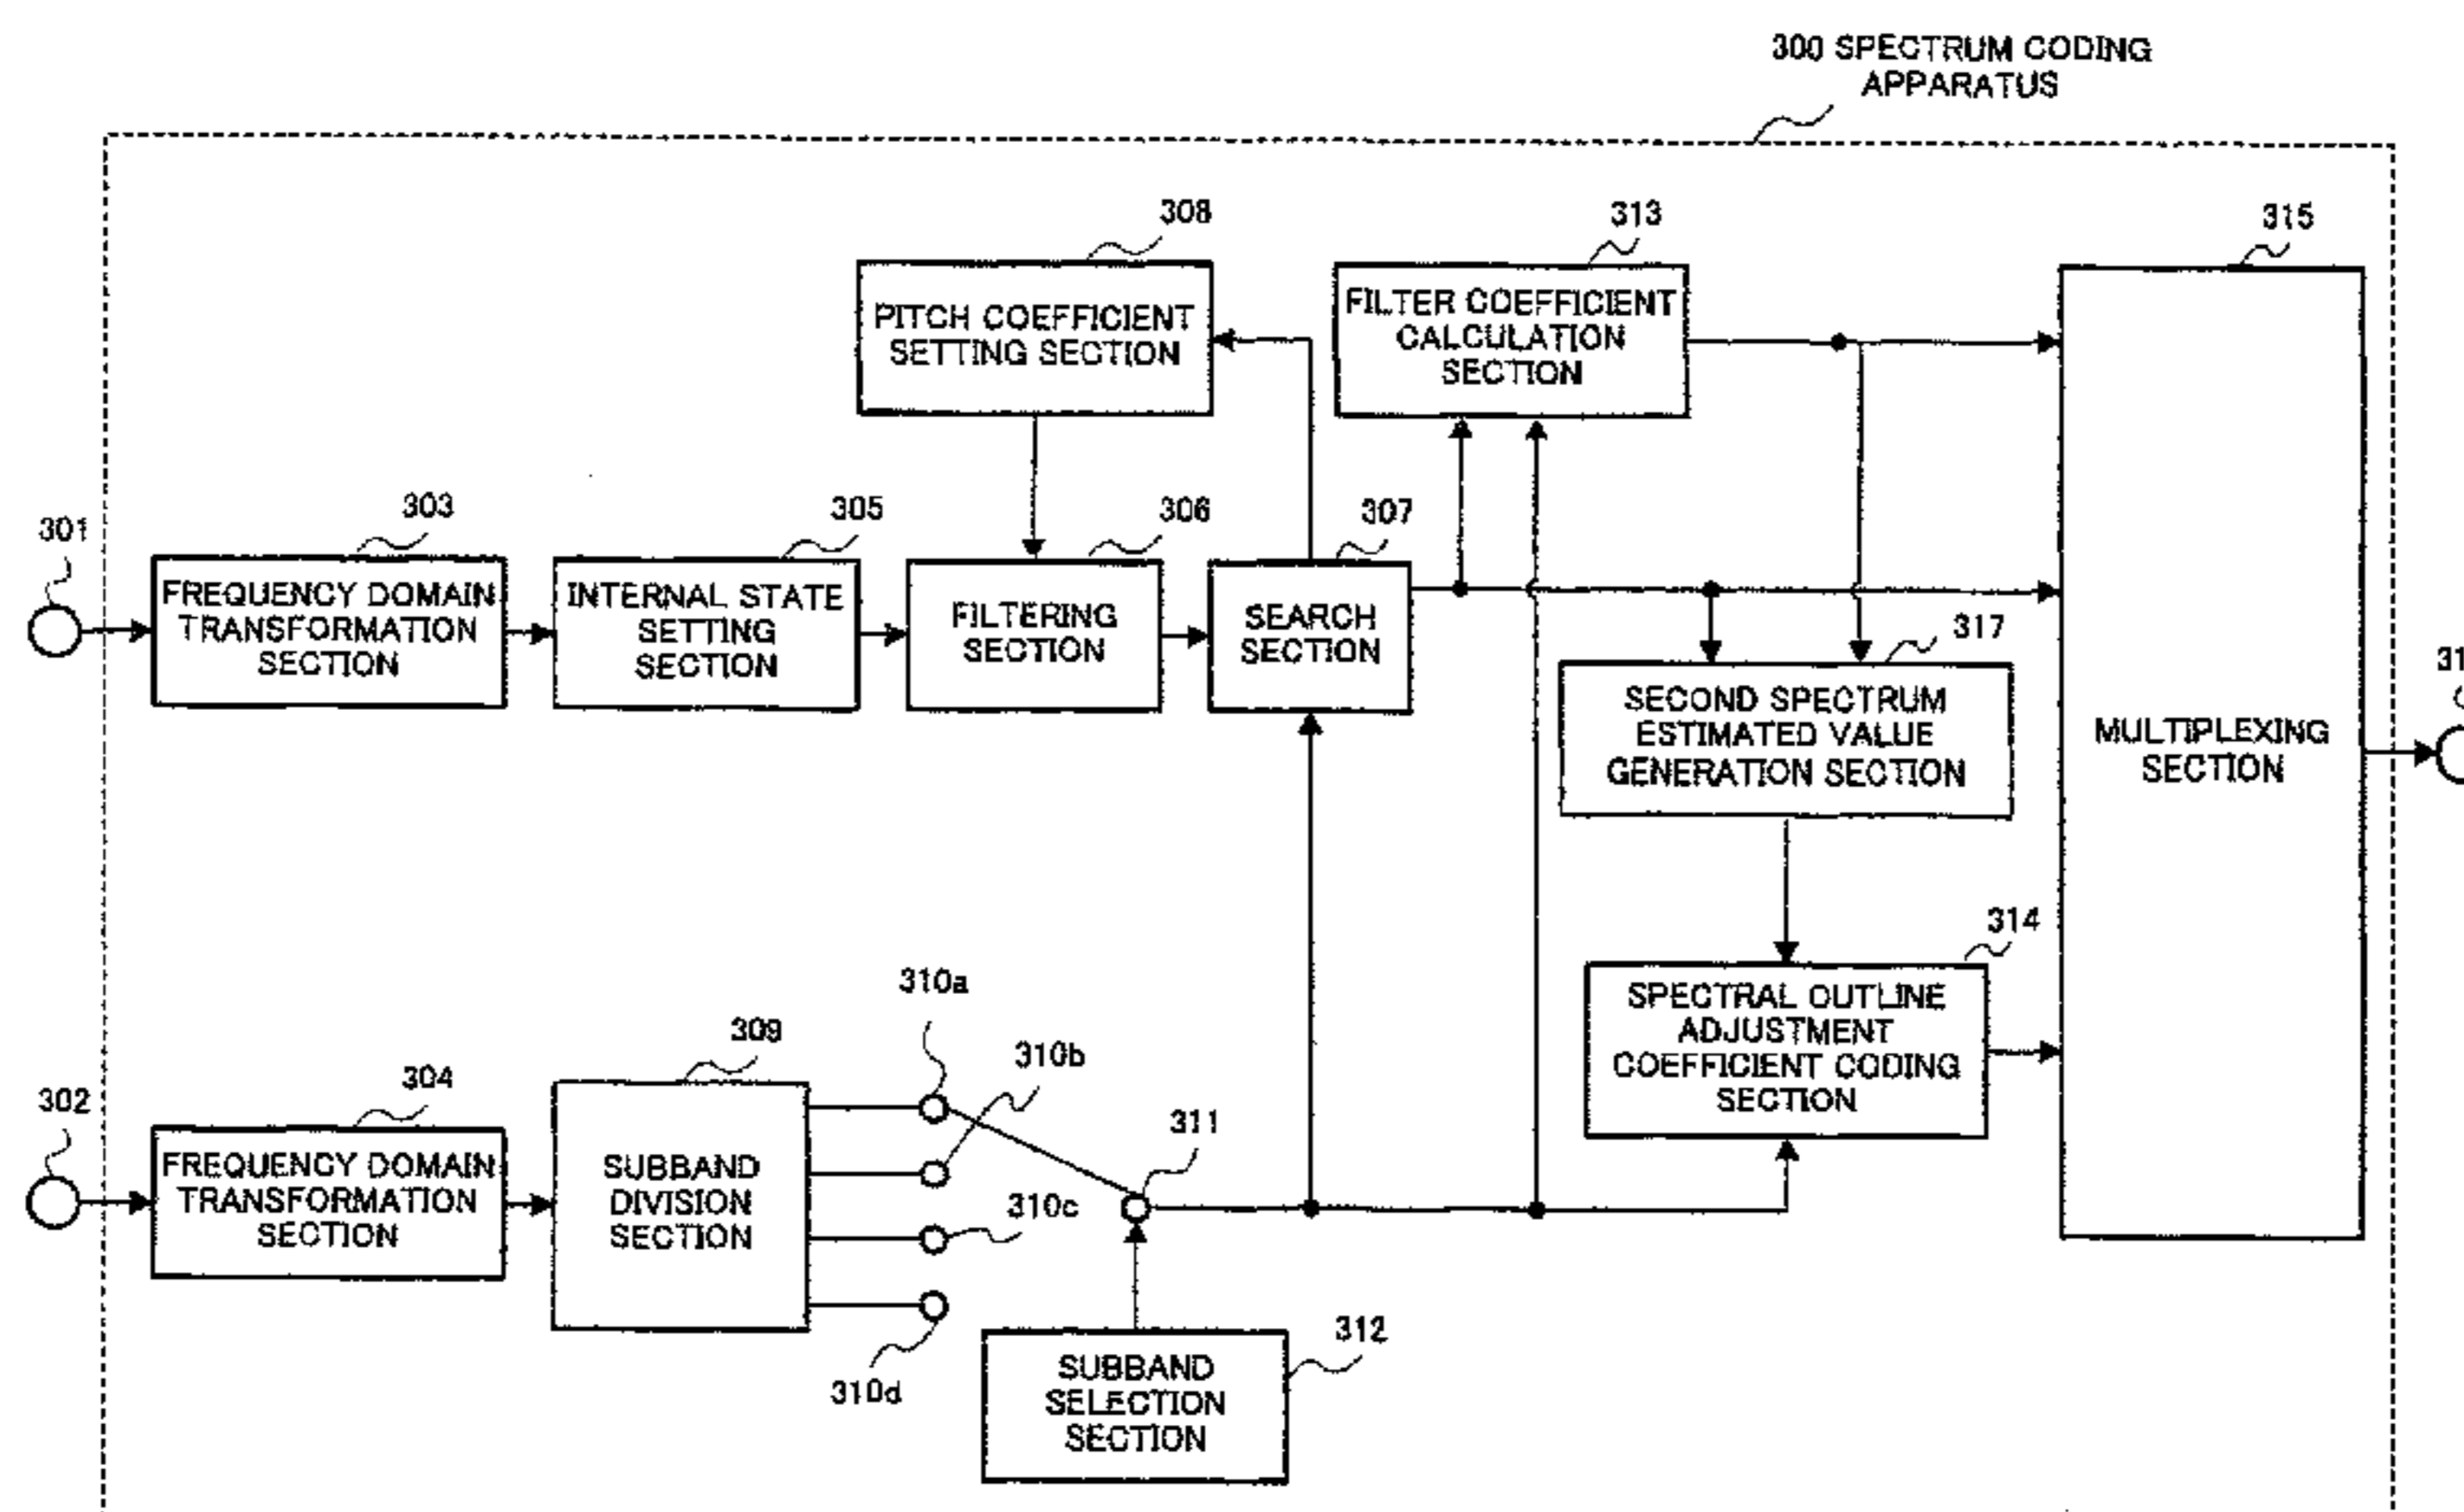 300 SPECTRUM CODING
APPARATUS
308
313
315
PITCH COEFFICIENT
SETTING SECTION
FILTER COEFFICIENT
CALCULATION
SECTION
301
303
305
306
307
317
FREQUENCY DOMAIN
TRANSFORMATION
SECTION
INTERNAL STATE
SETTING
SECTION
FILTERING
SECTION
SEARCH
SECTION
SECOND SPECTRUM
ESTIMATED VALUE
GENERATION SECTION
MULTIPLEXING
SECTION
314
SPECTRAL OUTLINE
ADJUSTMENT
COEFFICIENT CODING
SECTION
302
304
309
310a
310b
310c
310d
311
FREQUENCY DOMAIN
TRANSFORMATION
SECTION
SUBBAND
DIVISION
SECTION
312
SUBBAND
SELECTION
SECTION